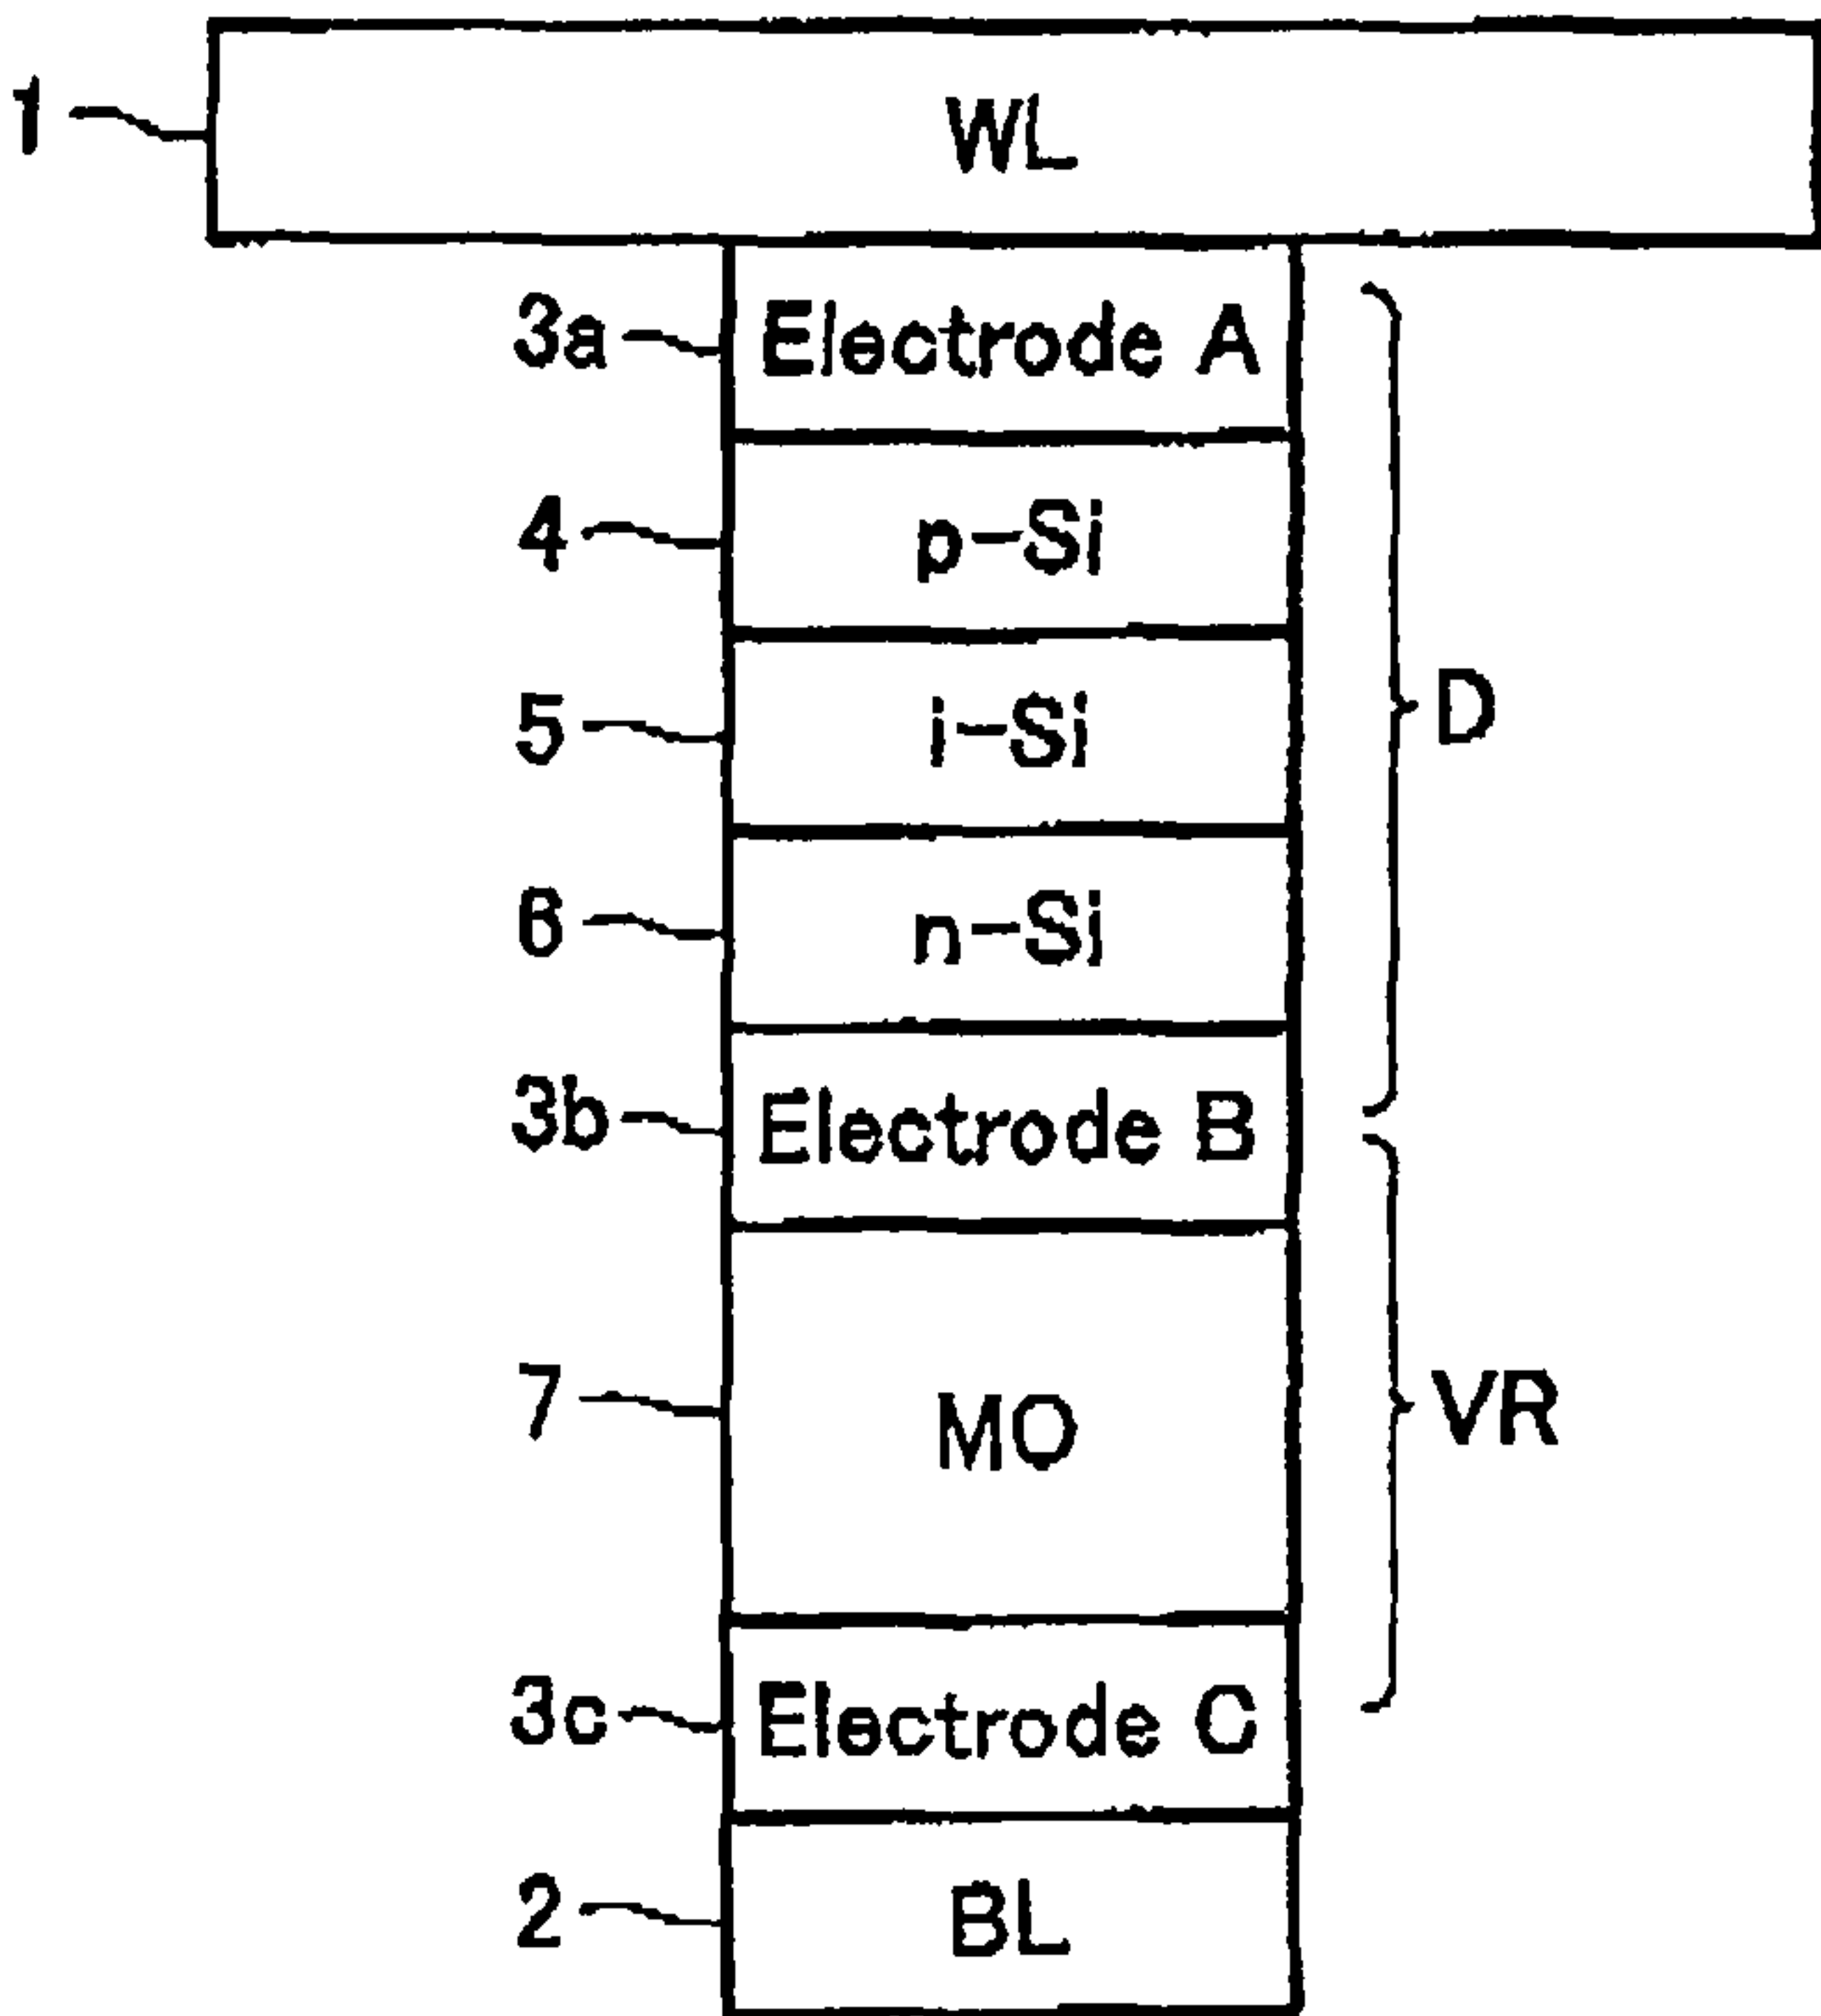 1 WL
3a Electrode A
4 p-Si
5 i-Si
D
6 n-Si
3b Electrode B
7 MO
VR
3c Electrode C
2 BL